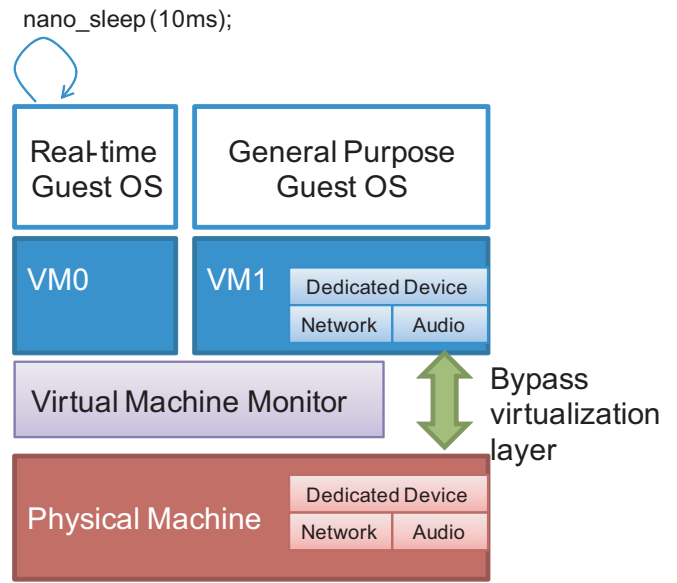 nano_sleep (10ms);
Real-time
Guest OS
General Purpose
Guest OS
VM0
VM1
Dedicated Device
Network
Audio
Virtual Machine Monitor
Bypass
virtualization
layer
Physical Machine
Dedicated Device
Network
Audio